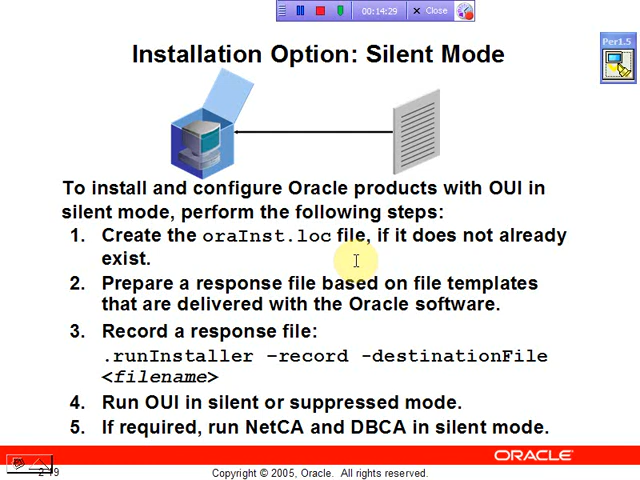 00:14:29 Close
Per1.5
Installation Option: Silent Mode
To install and configure Oracle products with OUI in
silent mode, perform the following steps:
1. Create the oraInst.loc file, if it does not already
exist.
2. Prepare a response file based on file templates
that are delivered with the Oracle software.
3. Record a response file:
.runInstaller –record -destinationFile
<filename>
4. Run OUI in silent or suppressed mode.
5. If required, run NetCA and DBCA in silent mode.
ORACLE
Copyright © 2005, Oracle. All rights reserved.